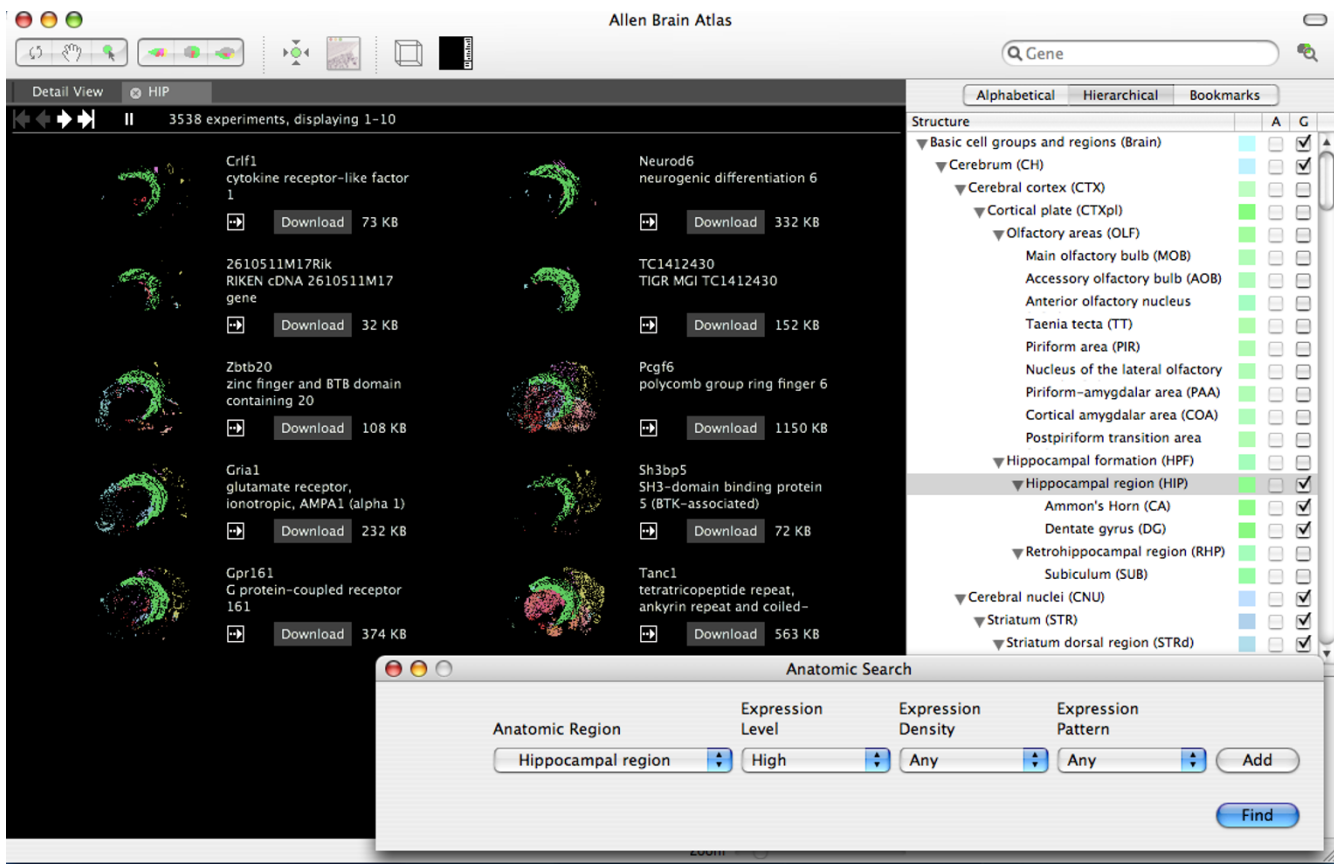 Allen Brain Atlas
Gene
Detail View
HIP
3538 experiments, displaying 1-10
Crlf1
cytokine receptor-like factor
1
Download 73 KB
Neurod6
neurogenic differentiation 6
Download 332 KB
2610511M17Rik
RIKEN cDNA 2610511M17
gene
Download 32 KB
TC1412430
TIGR MGI TC1412430
Download 152 KB
Zbtb20
zinc finger and BTB domain
containing 20
Download 108 KB
Pcgf6
polycomb group ring finger 6
Download 1150 KB
Gria1
glutamate receptor,
ionotropic, AMPA1 (alpha 1)
Download 232 KB
Sh3bp5
SH3-domain binding protein
5 (BTK-associated)
Download 72 KB
Gpr161
G protein-coupled receptor
161
Download 374 KB
Tanc1
tetratricopeptide repeat,
ankyrin repeat and coiled-
Download 563 KB
Alphabetical Hierarchical Bookmarks
Structure A G
Basic cell groups and regions (Brain)
Cerebrum (CH)
Cerebral cortex (CTX)
Cortical plate (CTXpl)
Olfactory areas (OLF)
Main olfactory bulb (MOB)
Accessory olfactory bulb (AOB)
Anterior olfactory nucleus
Taenia tecta (TT)
Piriform area (PIR)
Nucleus of the lateral olfactory
Piriform-amygdalar area (PAA)
Cortical amygdalar area (COA)
Postpiriform transition area
Hippocampal formation (HPF)
Hippocampal region (HIP)
Ammon's Horn (CA)
Dentate gyrus (DG)
Retrohippocampal region (RHP)
Subiculum (SUB)
Cerebral nuclei (CNU)
Striatum (STR)
Striatum dorsal region (STRd)
Anatomic Search
Anatomic Region
Expression
Level
Expression
Density
Expression
Pattern
Hippocampal region High Any Any Add
Find
Zoom